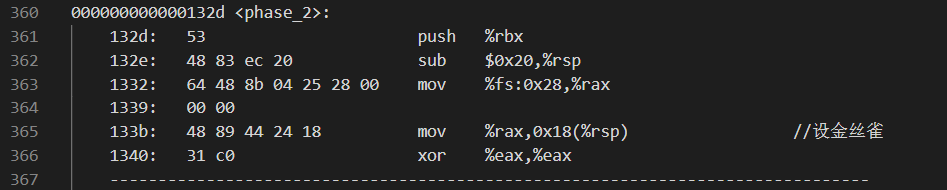 360 000000000000132d <phase_2>:
361 132d: 53 push %rbx
362 132e: 48 83 ec 20 sub $0x20,%rsp
363 1332: 64 48 8b 04 25 28 00 mov %fs:0x28,%rax
364 1339: 00 00
365 133b: 48 89 44 24 18 mov %rax,0x18(%rsp) //设金丝雀
366 1340: 31 c0 xor %eax,%eax
367 ----------------------------------------------------------------------------